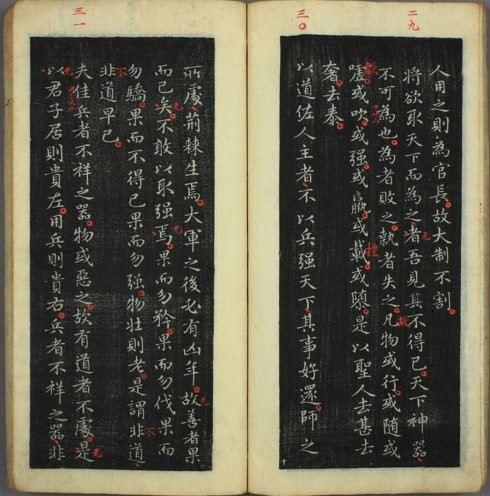 二九
人用之則為官長故大制不割
將欲取天下而為之者吾見其不得已天下神器
不可為也為者敗之執者失之凡物或行或隨或
或吹或强或羸或載或隳是以聖人去甚去
奢去泰
三〇
以道佐人主者不以兵强天下其事好還師之
所處荊棘生焉大軍之後必有凶年故善者果
而已矣不敢以取强焉果而勿矜果而勿伐果而
勿驕果而不得已果而勿强物壯則老是謂非道
非道早已
三一
夫佳兵者不祥之器物或惡之故有道者不處是
以君子居則貴左用兵則貴右兵者不祥之器非